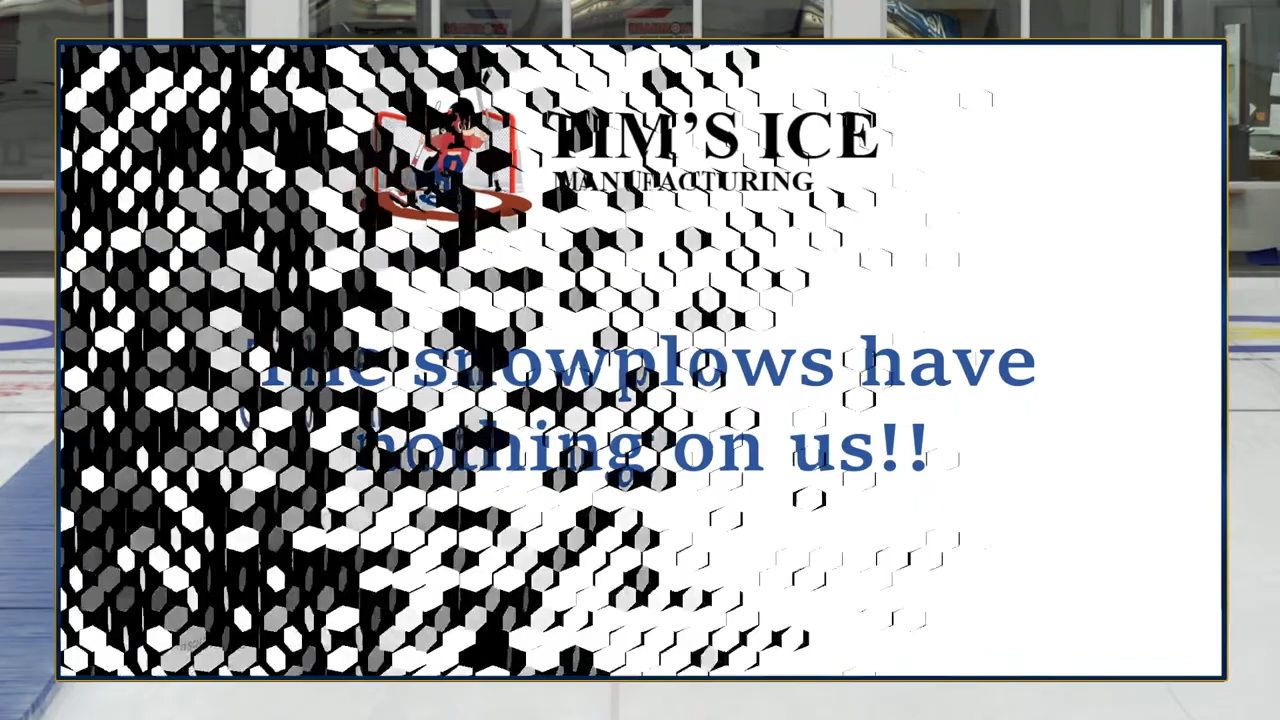 TIM'S ICE
MANUFACTURING
The snowplows have
nothing on us!!